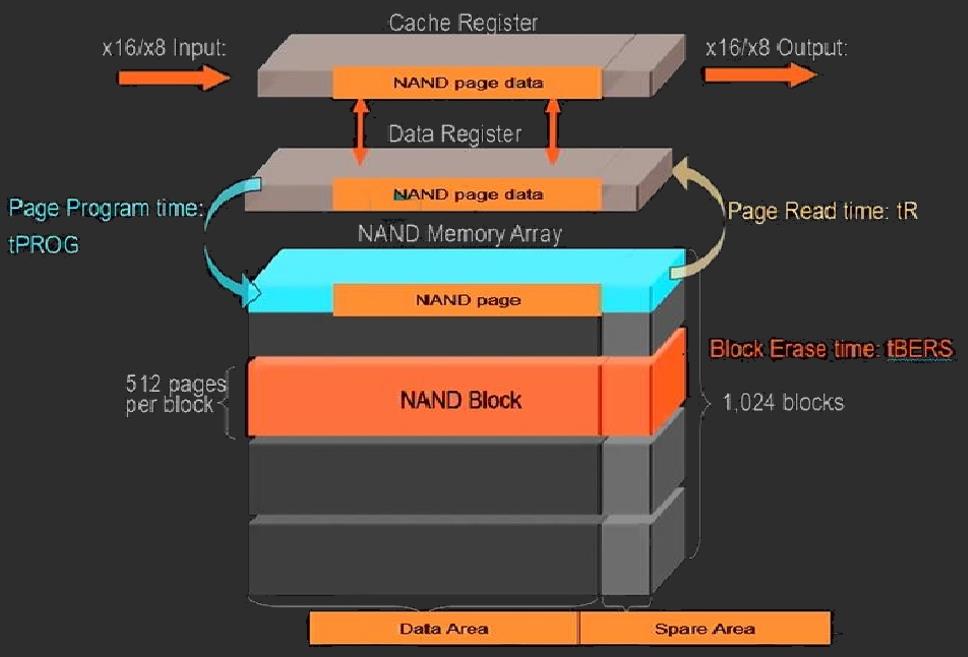 Cache Register
x16/x8 Input:
x16/x8 Output:
NAND page data
Data Register
NAND page data
Page Program time:
tPROG
Page Read time: tR
NAND Memory Array
NAND page
Block Erase time: tBERS
512 pages
per block
NAND Block
1,024 blocks
Data Area
Spare Area